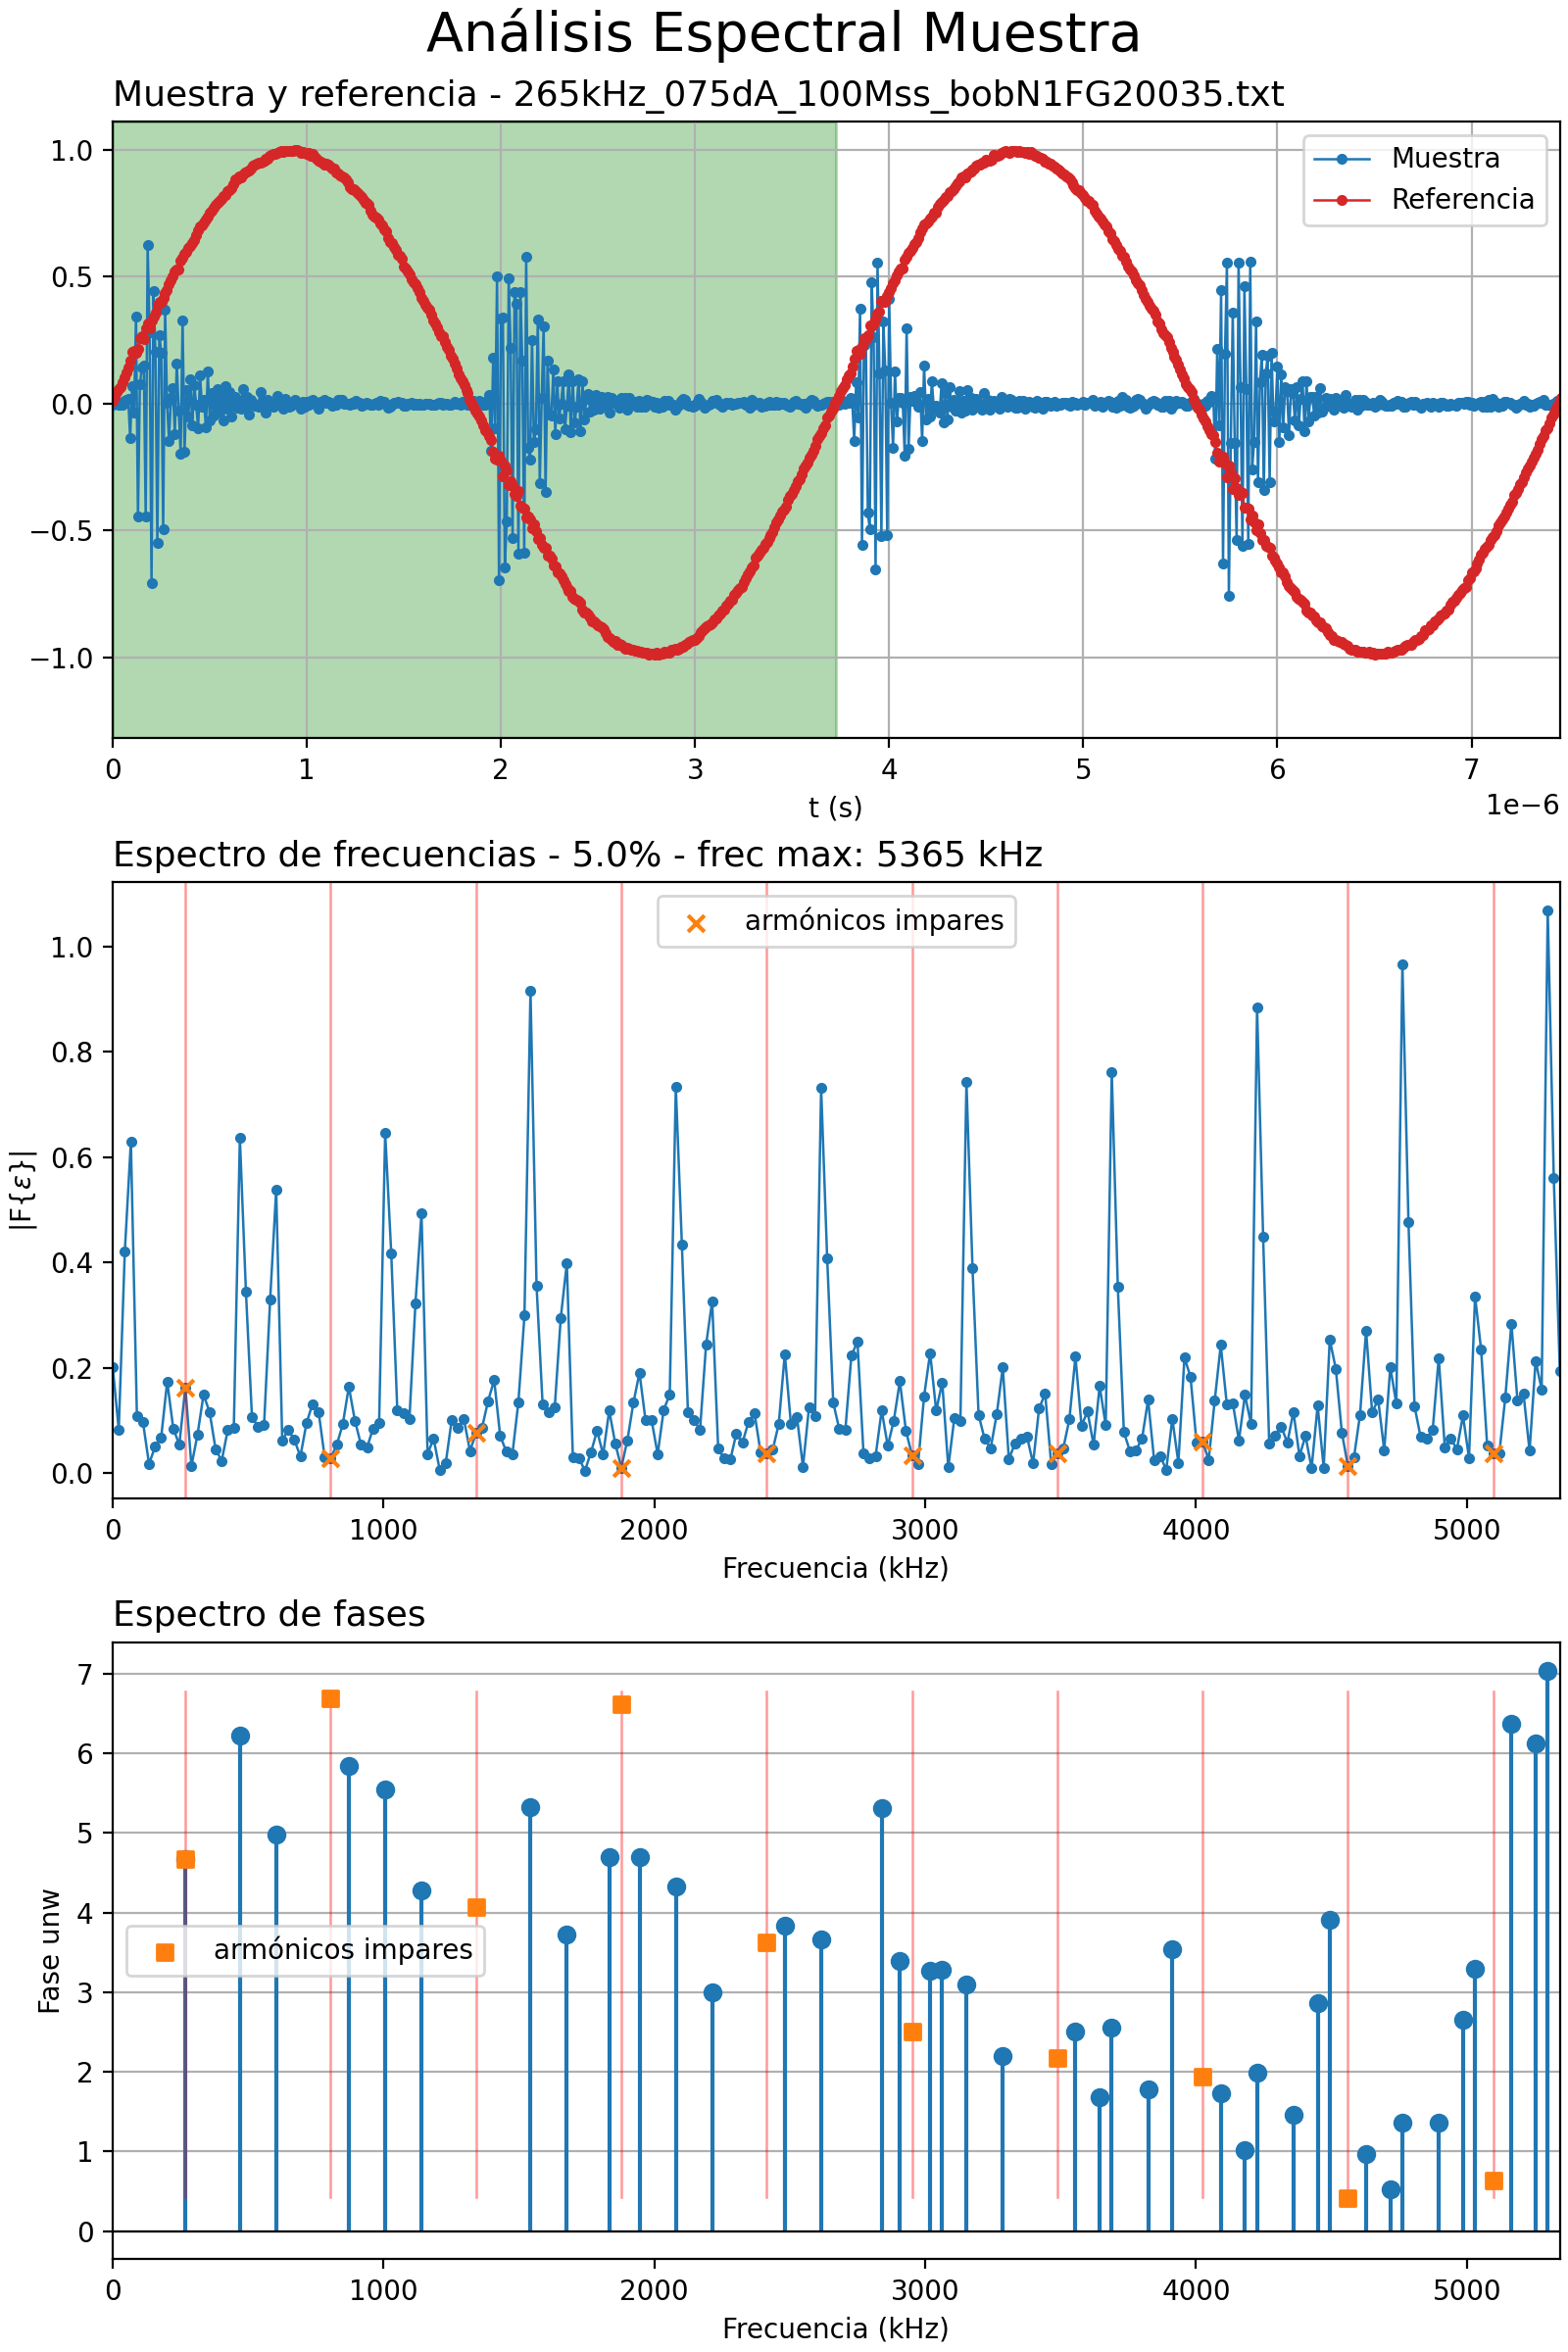 Análisis Espectral Muestra
Muestra y referencia - 265kHz_075dA_100Mss_bobN1FG20035.txt
1.0
0.5
0.0
−0.5
−1.0
Muestra
Referencia
0 1 2 3 4 5 6 7
t (s)
1e−6
Espectro de frecuencias - 5.0% - frec max: 5365 kHz
armónicos impares
1.0
0.8
0.6
0.4
0.2
0.0
|F{ε}|
0 1000 2000 3000 4000 5000
Frecuencia (kHz)
Espectro de fases
7
6
5
4
3
2
1
0
Fase unw
armónicos impares
0 1000 2000 3000 4000 5000
Frecuencia (kHz)